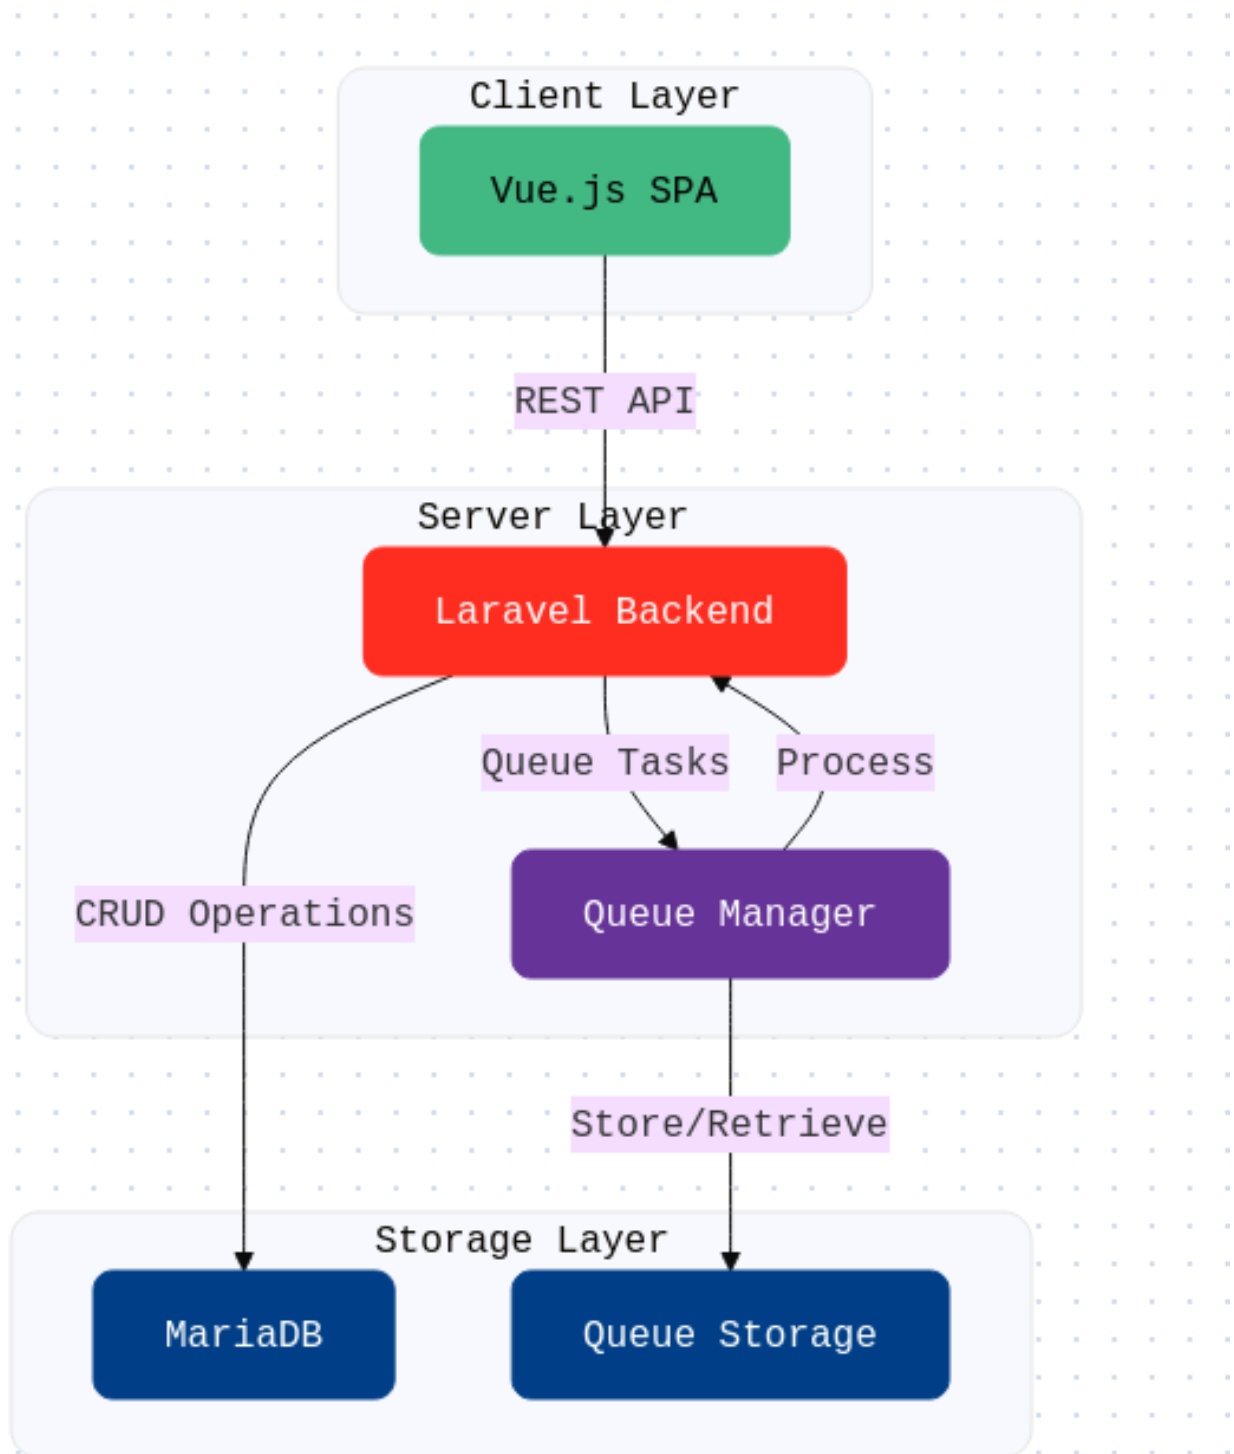 Client Layer
Vue.js SPA
REST API
Server Layer
Laravel Backend
Queue Tasks
Process
CRUD Operations
Queue Manager
Store/Retrieve
Storage Layer
MariaDB
Queue Storage